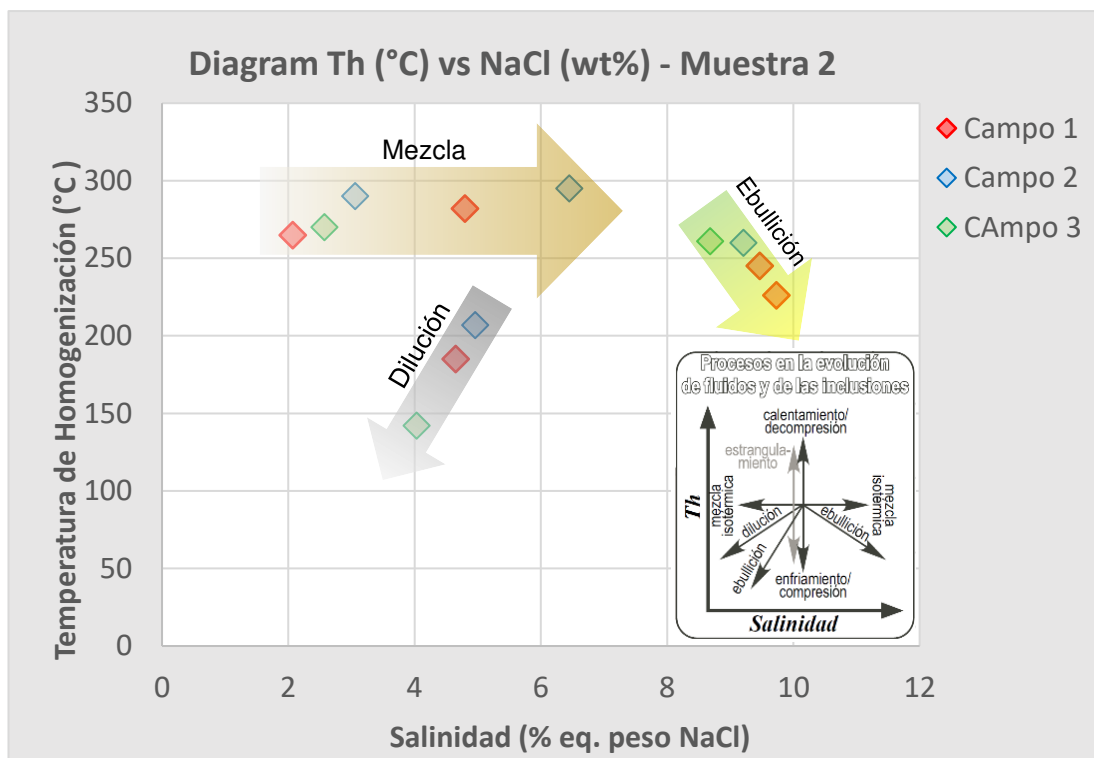 Diagram Th (°C) vs NaCl (wt%) - Muestra 2
Temperatura de Homogenización (°C)
350
300
250
200
150
100
50
0
0 2 4 6 8 10 12
Salinidad (% eq. peso NaCl)
Mezcla
Dilución
Ebullición
Campo 1
Campo 2
CAmpo 3
Procesos en la evolución
de fluidos y de las inclusiones
Th
calentamiento/
decompresión
estrangula-
miento
mezcla
isotérmica
mezcla
isotérmica
dilución
ebullición
ebullición
enfriamiento/
compresión
Salinidad